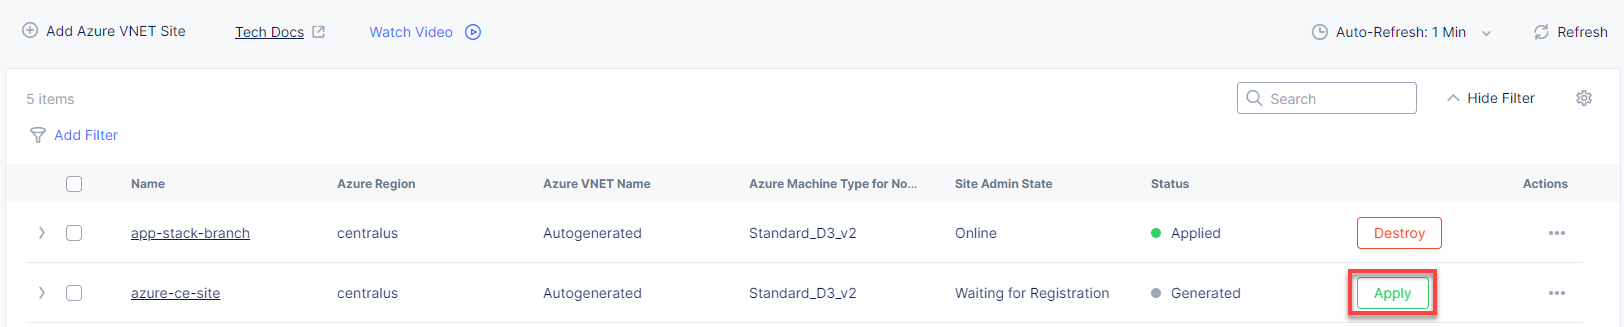 Add Azure VNET Site Tech Docs Watch Video Auto-Refresh: 1 Min Refresh
5 items Search Hide Filter
Add Filter
Name Azure Region Azure VNET Name Azure Machine Type for No... Site Admin State Status Actions
app-stack-branch centralus Autogenerated Standard_D3_v2 Online Applied Destroy
azure-ce-site centralus Autogenerated Standard_D3_v2 Waiting for Registration Generated Apply